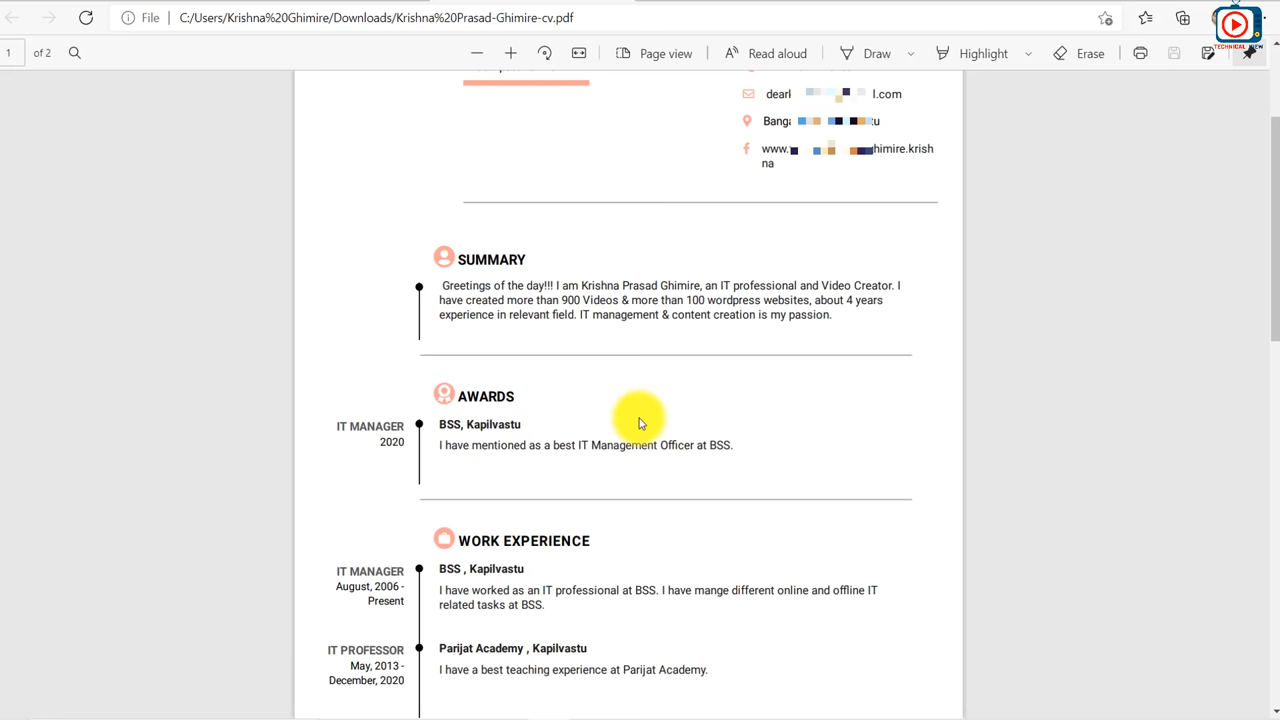 File C:/Users/Krishna%20Ghimire/Downloads/Krishna%20Prasad-Ghimire-cv.pdf
TECHNICAL VIEW
1 of 2 Page view Read aloud Draw Highlight Erase
l.com
www. himire.krish
na
SUMMARY
Greetings of the day!!! I am Krishna Prasad Ghimire, an IT professional and Video Creator. I
have created more than 900 Videos & more than 100 wordpress websites, about 4 years
experience in relevant field. IT management & content creation is my passion.
AWARDS
IT MANAGER
2020
BSS, Kapilvastu
I have mentioned as a best IT Management Officer at BSS.
WORK EXPERIENCE
IT MANAGER
August, 2006 -
Present
BSS , Kapilvastu
I have worked as an IT professional at BSS. I have mange different online and offline IT
related tasks at BSS.
IT PROFESSOR
May, 2013 -
December, 2020
Parijat Academy , Kapilvastu
I have a best teaching experience at Parijat Academy.